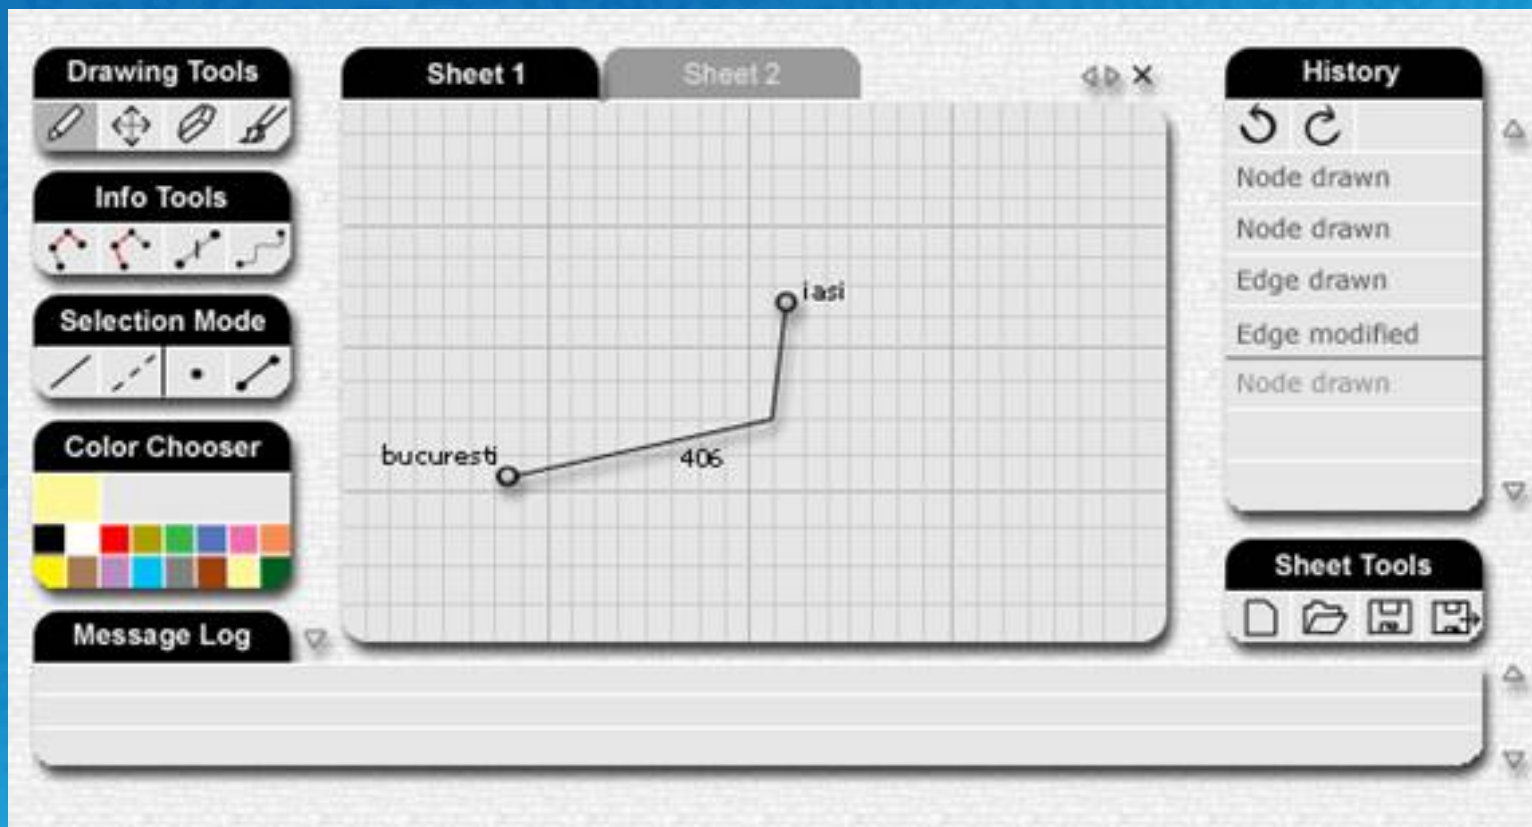 Drawing Tools
Info Tools
Selection Mode
Color Chooser
Message Log
Sheet 1
Sheet 2
iasi
bucuresti
406
History
Node drawn
Node drawn
Edge drawn
Edge modified
Node drawn
Sheet Tools